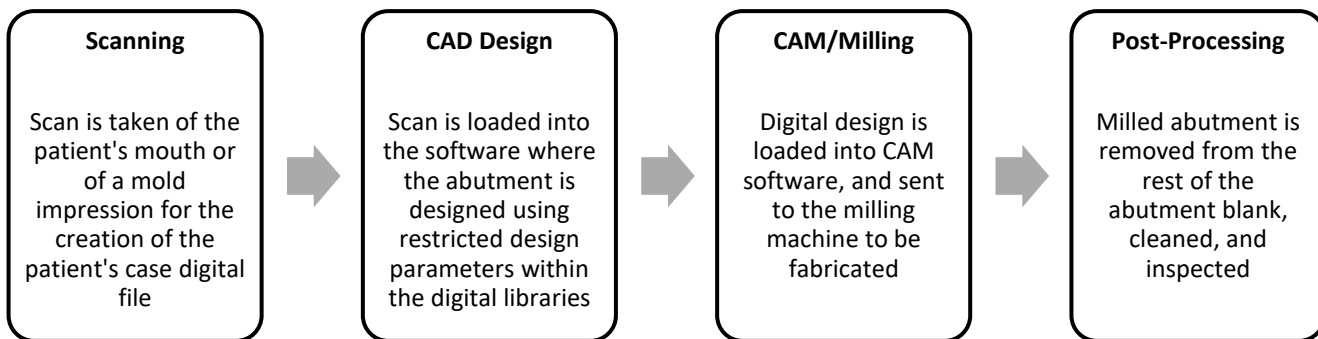 Scanning
Scan is taken of the
patient's mouth or
of a mold
impression for the
creation of the
patient's case digital
file
CAD Design
Scan is loaded into
the software where
the abutment is
designed using
restricted design
parameters within
the digital libraries
CAM/Milling
Digital design is
loaded into CAM
software, and sent
to the milling
machine to be
fabricated
Post-Processing
Milled abutment is
removed from the
rest of the
abutment blank,
cleaned, and
inspected